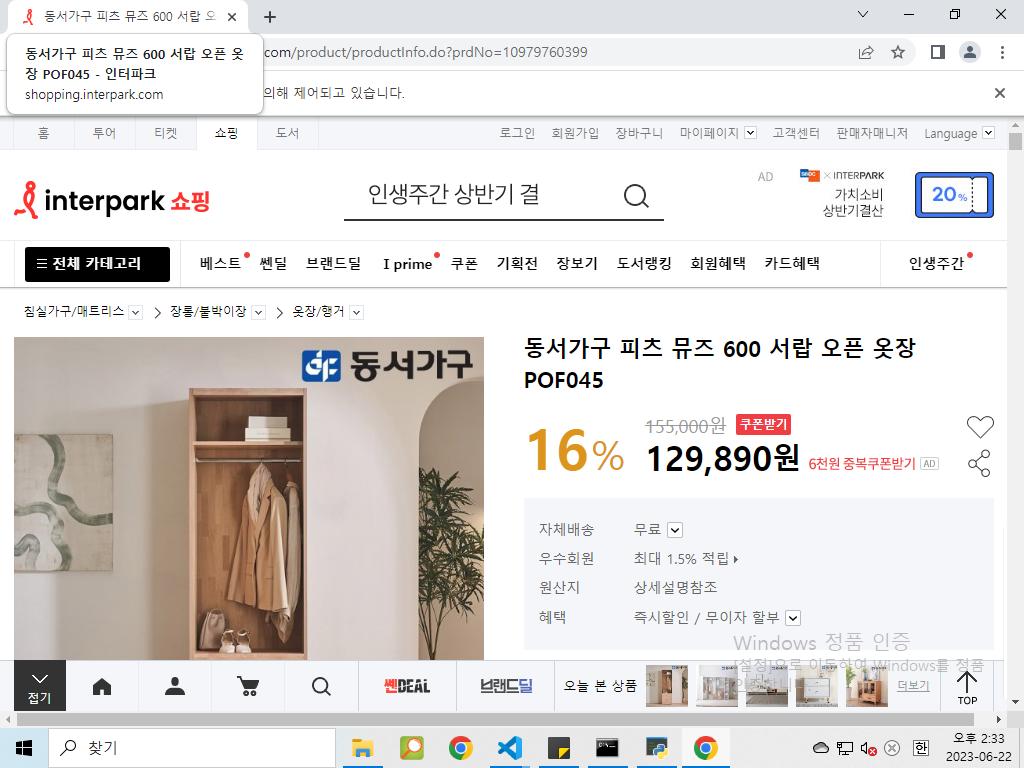 동서가구 피츠 뮤즈 600 서랍 오
동서가구 피츠 뮤즈 600 서랍 오픈 옷
장 POF045 - 인터파크
shopping.interpark.com
.com/product/productInfo.do?prdNo=10979760399
의해 제어되고 있습니다.
홈 투어 티켓 쇼핑 도서 로그인 회원가입 장바구니 마이페이지 고객센터 판매자매니저 Language
interpark 쇼핑
인생주간 상반기 결
AD
INTERPARK
가치소비
상반기결산
20%
전체 카테고리 베스트 쎈딜 브랜드딜 I prime 쿠폰 기획전 장보기 도서랭킹 회원혜택 카드혜택 인생주간
침실가구/매트리스 장롱/붙박이장 옷장/행거
동서가구
동서가구 피츠 뮤즈 600 서랍 오픈 옷장
POF045
16% 155,000원 쿠폰받기
129,890원 6천원 중복쿠폰받기 AD
자체배송 무료
우수회원 최대 1.5% 적립
원산지 상세설명참조
혜택 즉시할인 / 무이자 할부
Windows 정품 인증
[설정]으로 이동하여 Windows를 정품
접기
쎈DEAL
브랜드딜
오늘 본 상품
더보기
TOP
찾기
한
오후 2:33
2023-06-22